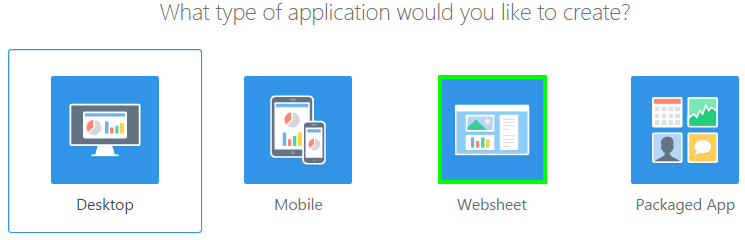 What type of application would you like to create?
Desktop
Mobile
Websheet
Packaged App